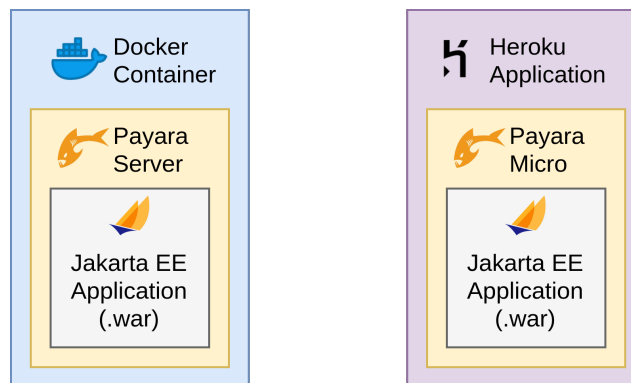 Docker
Container
Payara
Server
Jakarta EE
Application
(.war)
Heroku
Application
Payara
Micro
Jakarta EE
Application
(.war)